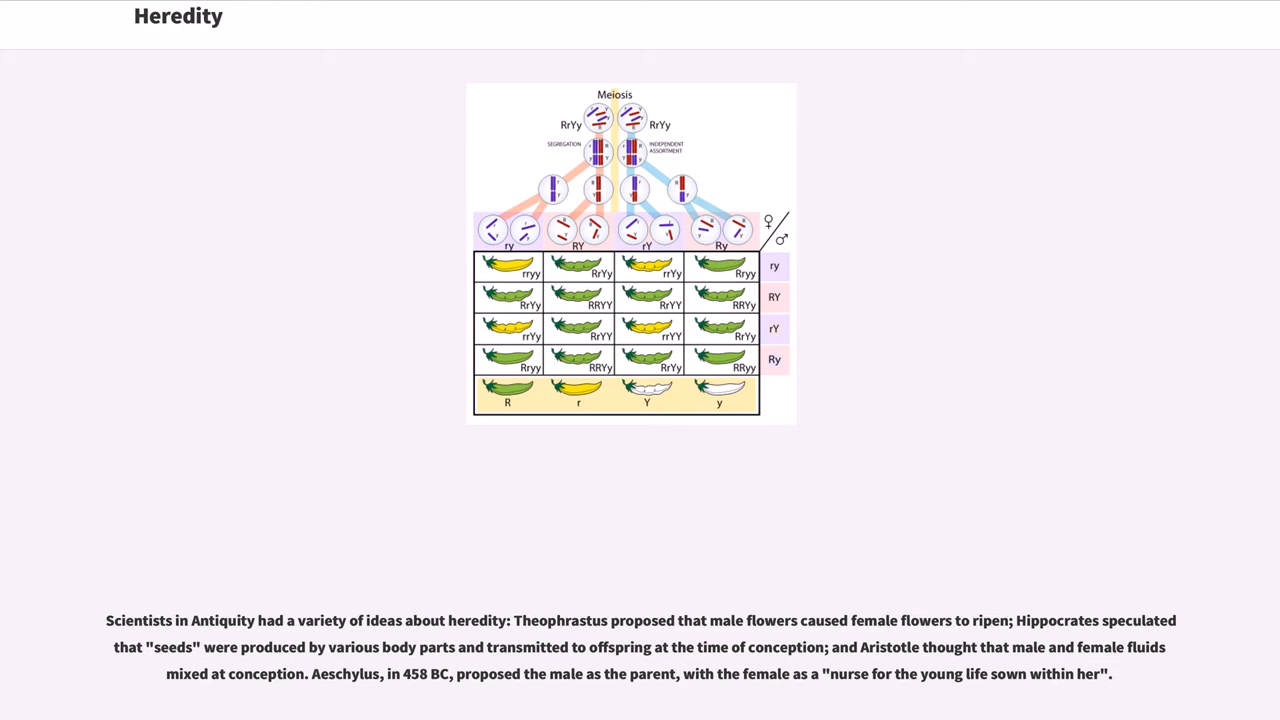 Heredity
Meiosis
RrYy RrYy
SEGREGATION INDEPENDENT
ASSORTMENT
ry RY rY Ry ♀/♂
rryy RrYy rrYy Rryy ry
RrYy RRYY RrYY RRYy RY
rrYy RrYY rrYY RrYy rY
Rryy RRYy RrYy RRyy Ry
R r Y y
Scientists in Antiquity had a variety of ideas about heredity: Theophrastus proposed that male flowers caused female flowers to ripen; Hippocrates speculated
that "seeds" were produced by various body parts and transmitted to offspring at the time of conception; and Aristotle thought that male and female fluids
mixed at conception. Aeschylus, in 458 BC, proposed the male as the parent, with the female as a "nurse for the young life sown within her".